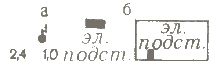 а б
эл. подст. эл. подст.
2,4 1,0